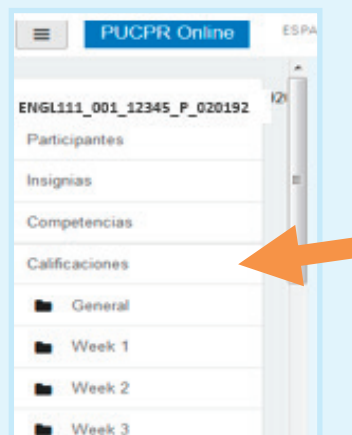 PUCPR Online ESPA
ENGL111_001_12345_P_020192
Participantes
Insignias
Competencias
Calificaciones
General
Week 1
Week 2
Week 3